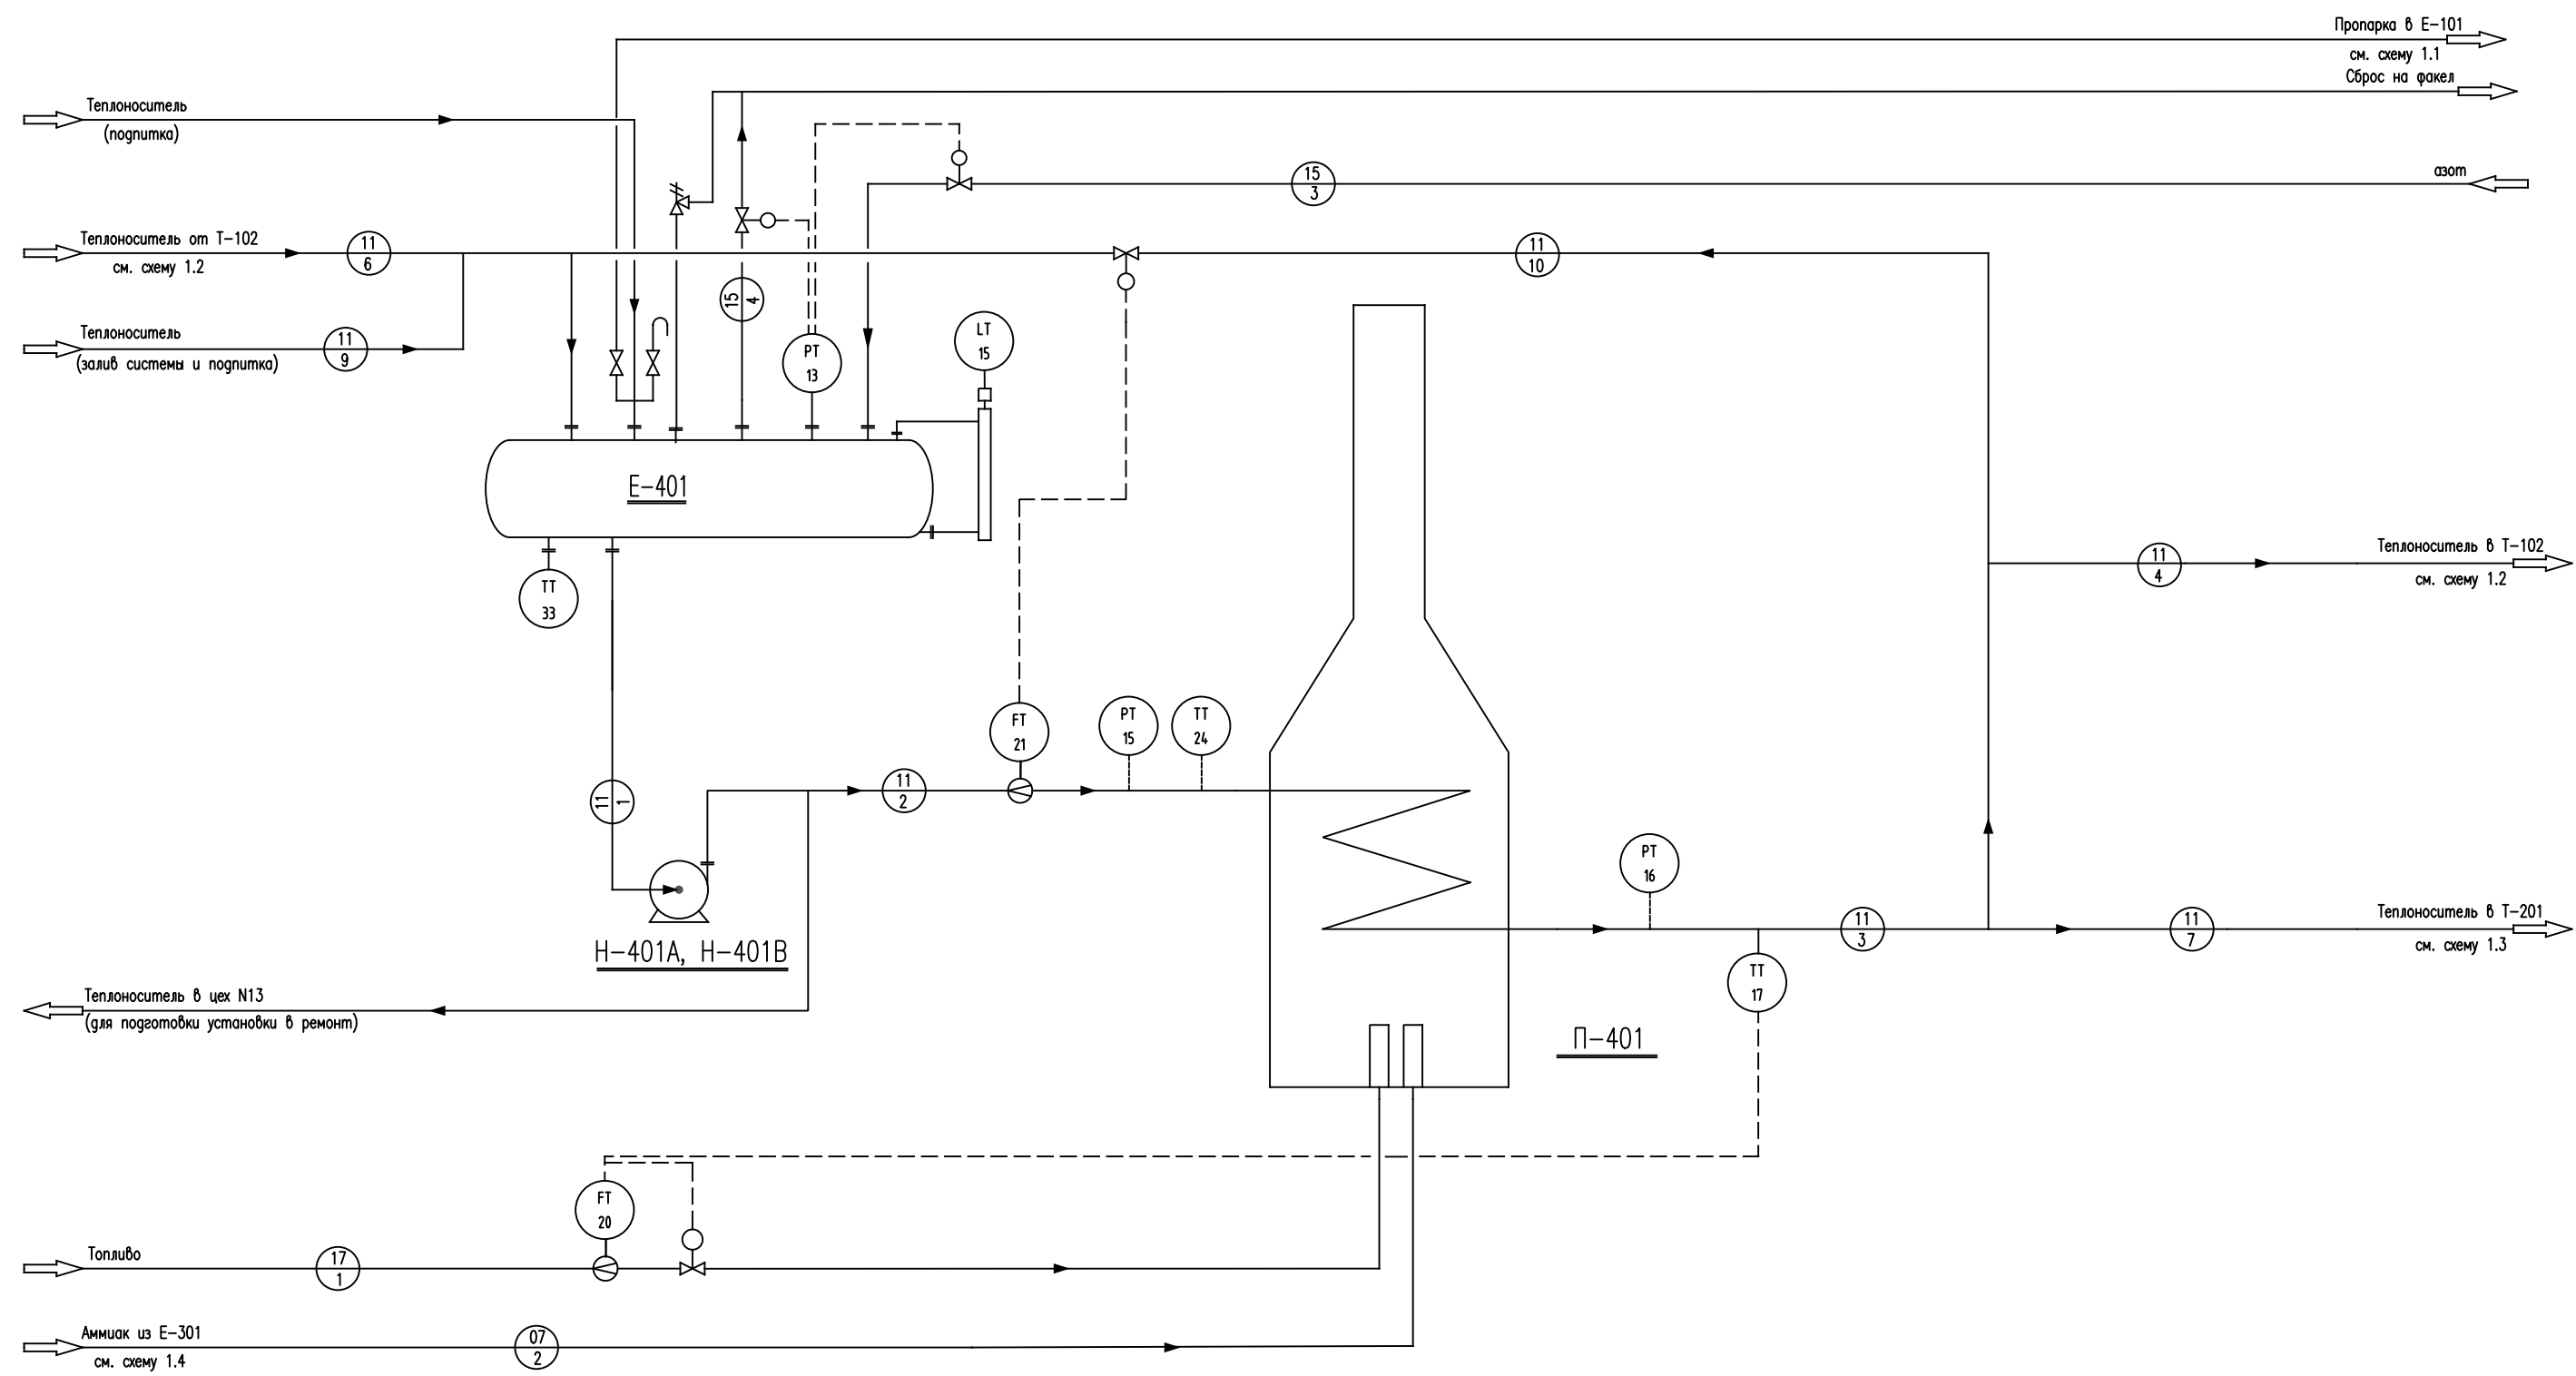 Пропарка в Е-101
см. схему 1.1
Сброс на факел
Теплоноситель
(подпитка)
азот
15
3
Теплоноситель от Т-102
см. схему 1.2
11
6
11
10
15
4
Теплоноситель
(залив системы и подпитка)
11
9
PT
13
LT
15
Е-401
TT
33
Теплоноситель в Т-102
см. схему 1.2
11
4
FT
21
PT
15
TT
24
11
1
11
2
PT
16
11
3
11
7
Теплоноситель в Т-201
см. схему 1.3
Н-401А, Н-401В
TT
17
Теплоноситель в цех N13
(для подготовки установки в ремонт)
П-401
FT
20
Топливо
17
1
Аммиак из Е-301
см. схему 1.4
07
2